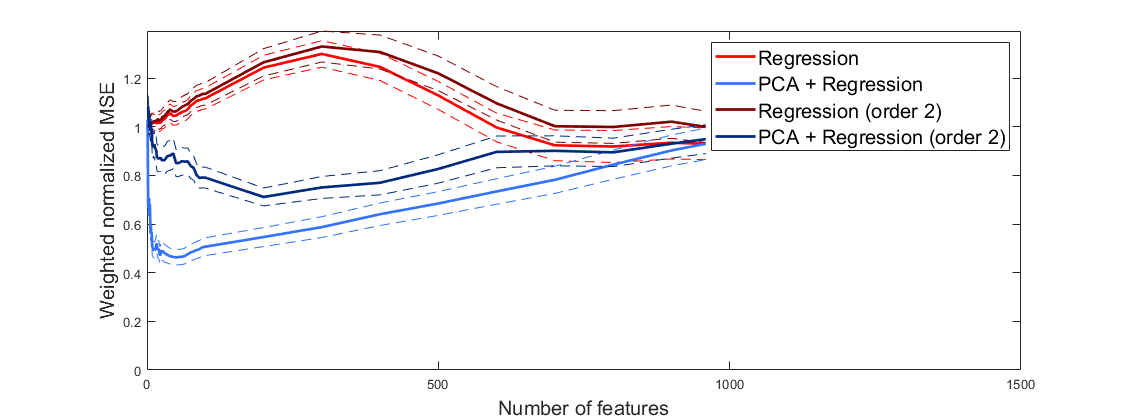 Weighted normalized MSE
1.2
1
0.8
0.6
0.4
0.2
0
0 500 1000 1500
Number of features
Regression
PCA + Regression
Regression (order 2)
PCA + Regression (order 2)